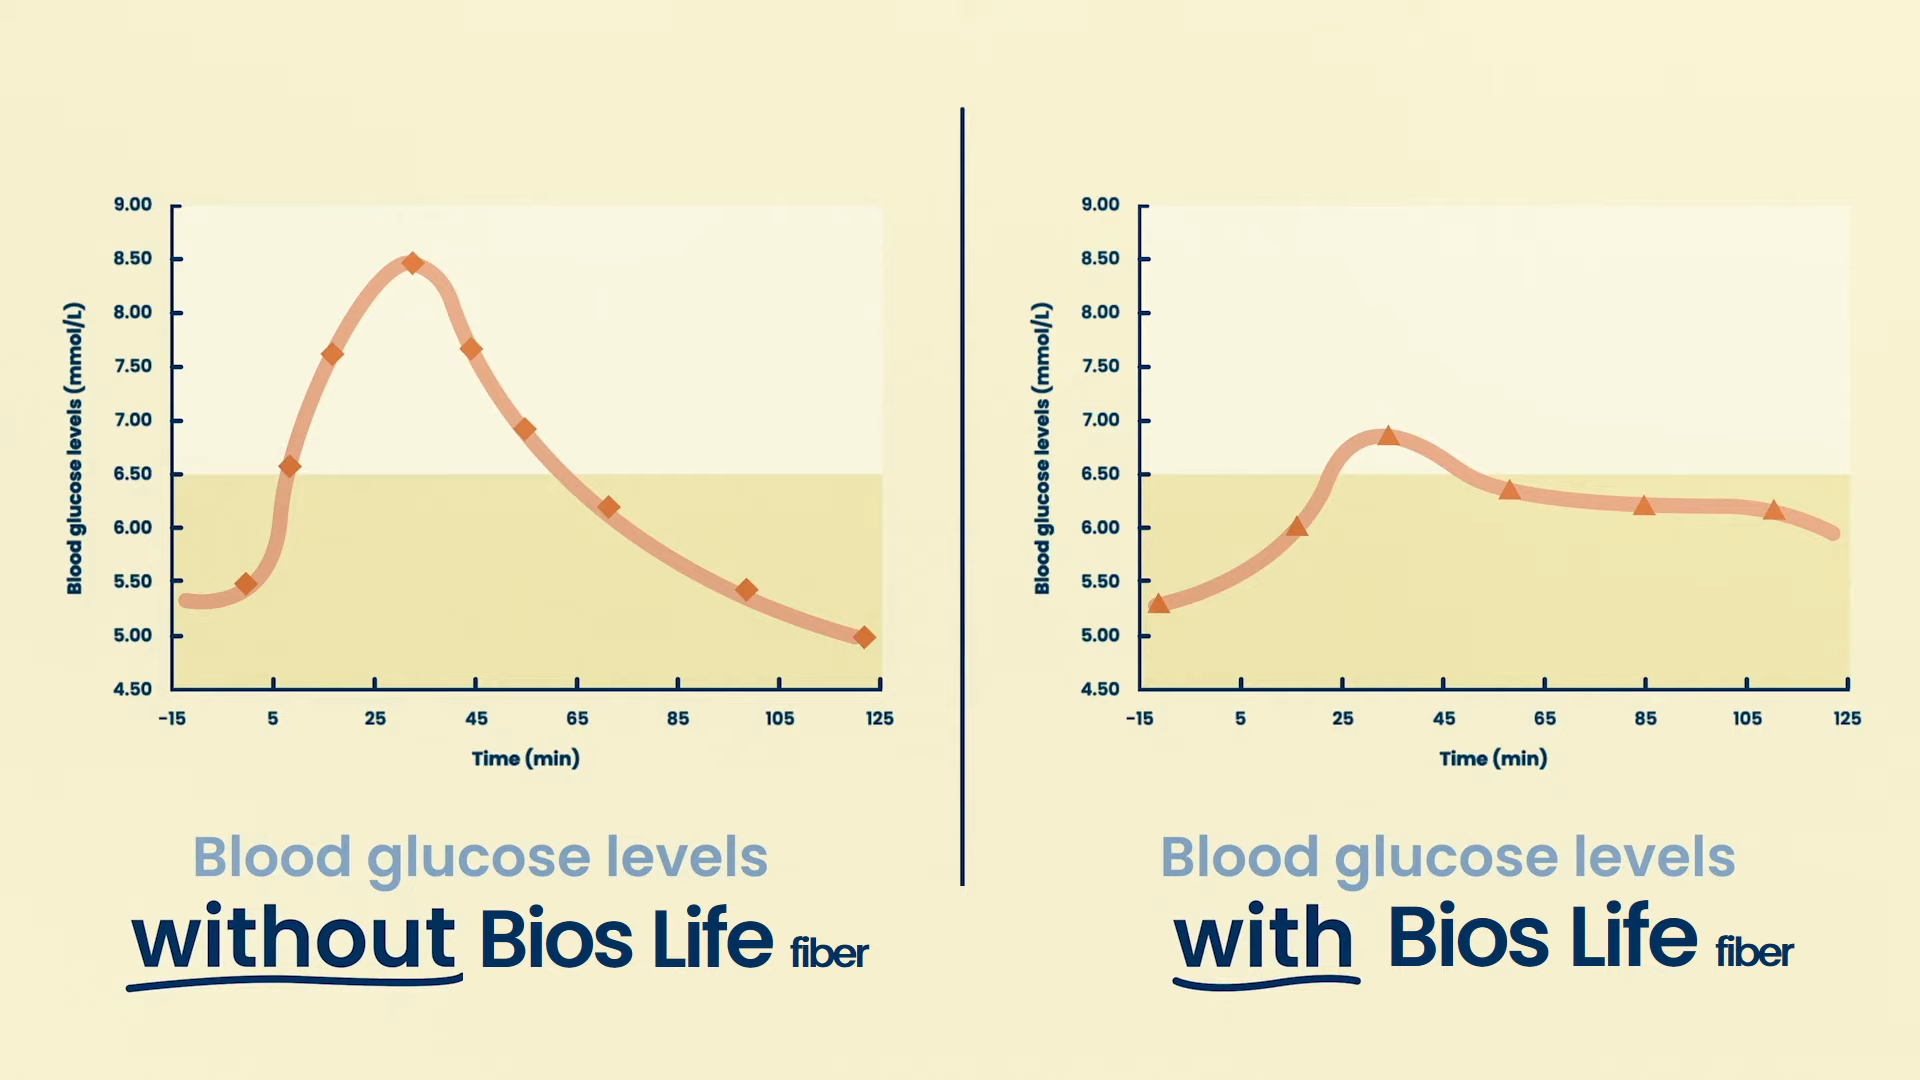 9.00
8.50
8.00
7.50
7.00
6.50
6.00
5.50
5.00
4.50
Blood glucose levels (mmol/L)
-15 5 25 45 65 85 105 125
Time (min)
Blood glucose levels
without Bios Life fiber
9.00
8.50
8.00
7.50
7.00
6.50
6.00
5.50
5.00
4.50
Blood glucose levels (mmol/L)
-15 5 25 45 65 85 105 125
Time (min)
Blood glucose levels
with Bios Life fiber